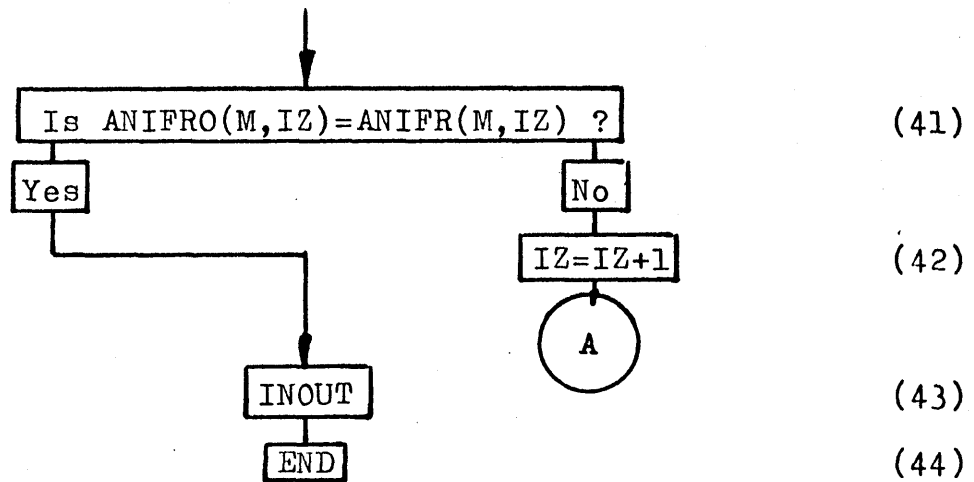 Is ANIFRO(M,IZ)=ANIFR(M,IZ) ? (41)
Yes No
IZ=IZ+1 (42)
A
INOUT (43)
END (44)